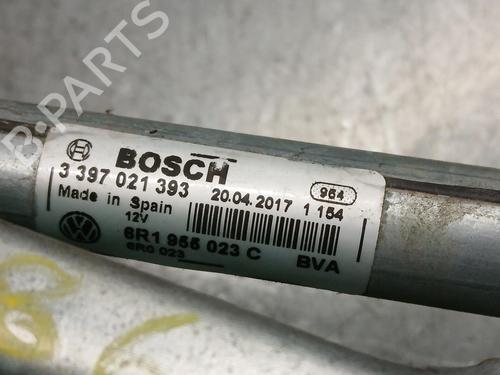 B-PARTS
BOSCH
964
3 397 021 393 20.04.2017 1 154
Made in Spain
12V
6R1 955 023 C
BVA
6R0 023